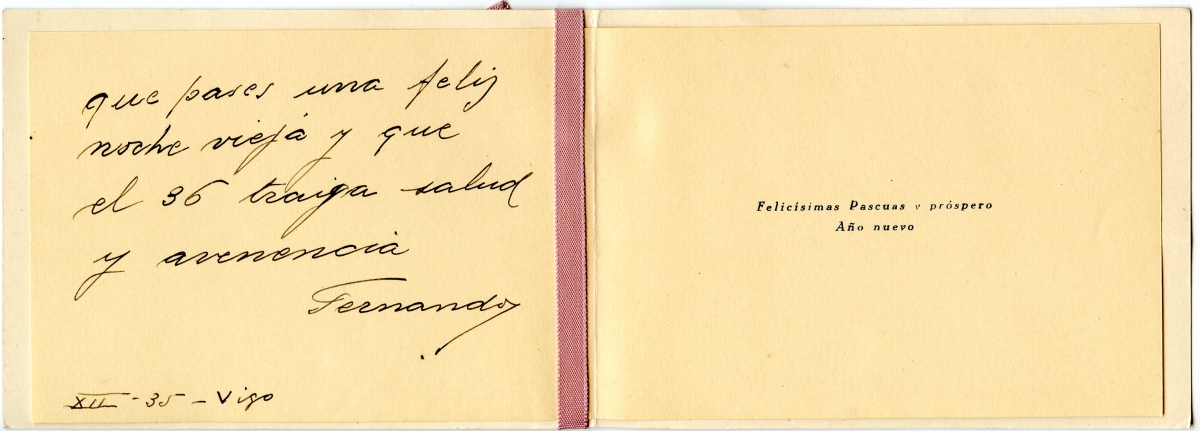 que pases una feliz
noche vieja y que
el 36 traiga salud
y avenencia
Fernando
XII - 35 - Vigo
Felicísimas Pascuas y próspero
Año nuevo